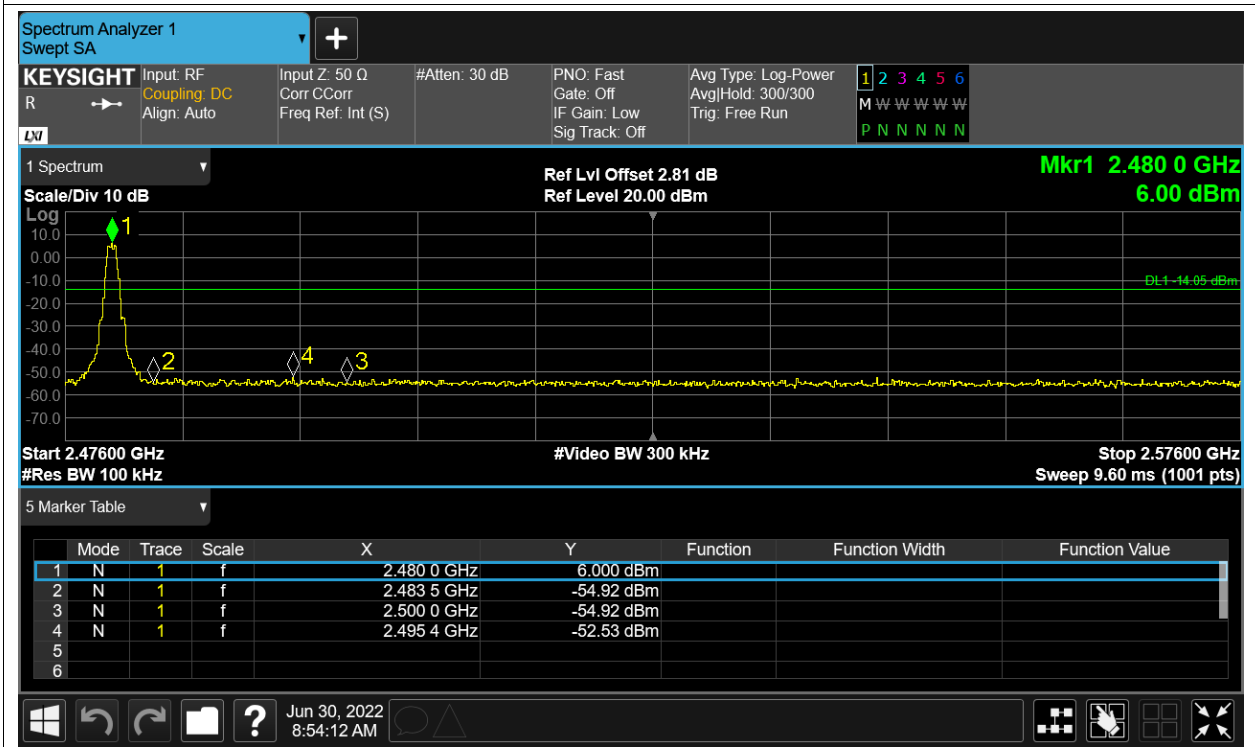 Spectrum Analyzer 1
Swept SA
KEYSIGHT Input: RF Input Z: 50 Ω #Atten: 30 dB PNO: Fast Avg Type: Log-Power 1 2 3 4 5 6
R Coupling: DC Corr CCorr Gate: Off Avg|Hold: 300/300 M W W W W W
Align: Auto Freq Ref: Int (S) IF Gain: Low Trig: Free Run
LXI Sig Track: Off P N N N N N
1 Spectrum Ref Lvl Offset 2.81 dB Mkr1 2.480 0 GHz
Scale/Div 10 dB Ref Level 20.00 dBm 6.00 dBm
Log
1
10.0
0.00
-10.0 DL1 -14.05 dBm
-20.0
-30.0
-40.0
2 4 3
-50.0
-60.0
-70.0
Start 2.47600 GHz #Video BW 300 kHz Stop 2.57600 GHz
#Res BW 100 kHz Sweep 9.60 ms (1001 pts)
5 Marker Table
Mode Trace Scale X Y Function Function Width Function Value
1 N 1 f 2.480 0 GHz 6.000 dBm
2 N 1 f 2.483 5 GHz -54.92 dBm
3 N 1 f 2.500 0 GHz -54.92 dBm
4 N 1 f 2.495 4 GHz -52.53 dBm
5
6
? Jun 30, 2022
8:54:12 AM